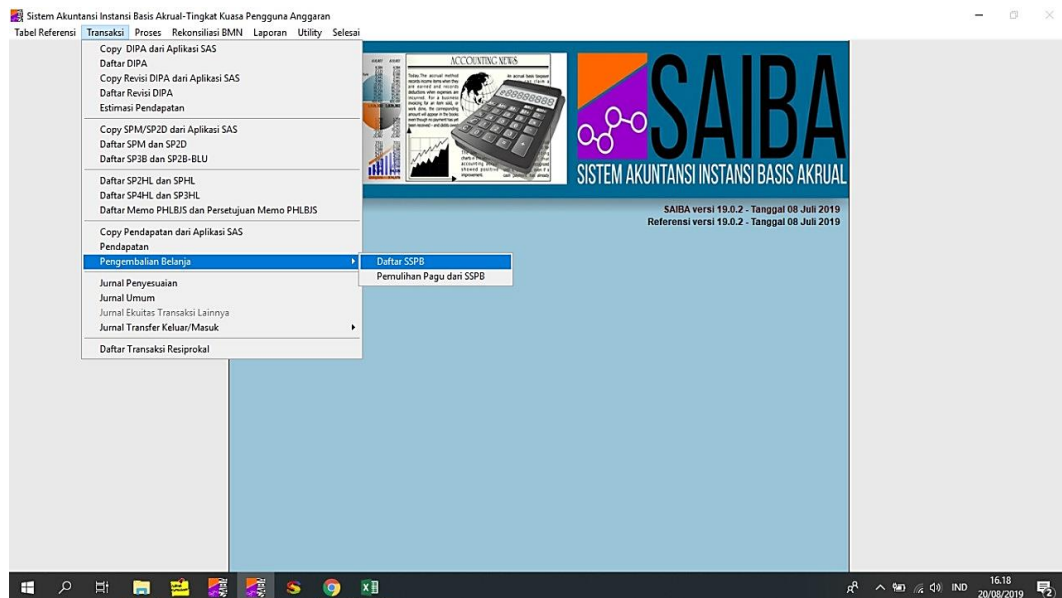 Sistem Akuntansi Instansi Basis Akrual-Tingkat Kuasa Pengguna Anggaran
Tabel Referensi Transaksi Proses Rekonsiliasi BMN Laporan Utility Selesai
Copy DIPA dari Aplikasi SAS
Daftar DIPA
Copy Revisi DIPA dari Aplikasi SAS
Daftar Revisi DIPA
Estimasi Pendapatan
Copy SPM/SP2D dari Aplikasi SAS
Daftar SPM dan SP2D
Daftar SP3B dan SP2B-BLU
Daftar SP2HL dan SPHL
Daftar SP4HL dan SP3HL
Daftar Memo PHLBJS dan Persetujuan Memo PHLBJS
Copy Pendapatan dari Aplikasi SAS
Pendapatan
Pengembalian Belanja
Daftar SSPB
Pemulihan Pagu dari SSPB
Jurnal Penyesuaian
Jurnal Umum
Jurnal Ekuitas Transaksi Lainnya
Jurnal Transfer Keluar/Masuk
Daftar Transaksi Resiprokal
ACCOUNTING NEWS
SAIBA
SISTEM AKUNTANSI INSTANSI BASIS AKRUAL
SAIBA versi 19.0.2 - Tanggal 08 Juli 2019
Referensi versi 19.0.2 - Tanggal 08 Juli 2019
IND
16.18
20/08/2019